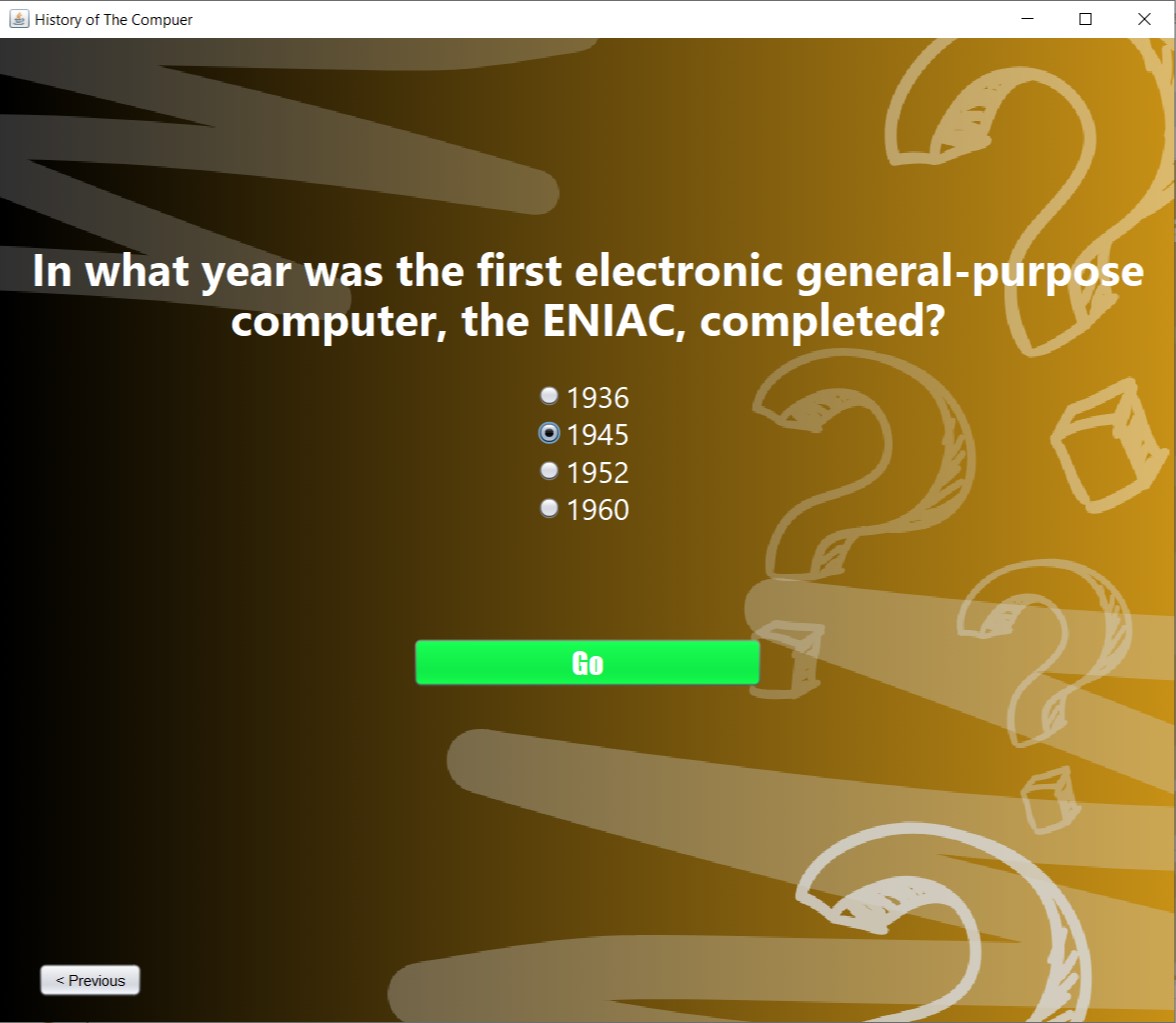 History of The Compuer
In what year was the first electronic general-purpose
computer, the ENIAC, completed?
1936
1945
1952
1960
Go
< Previous